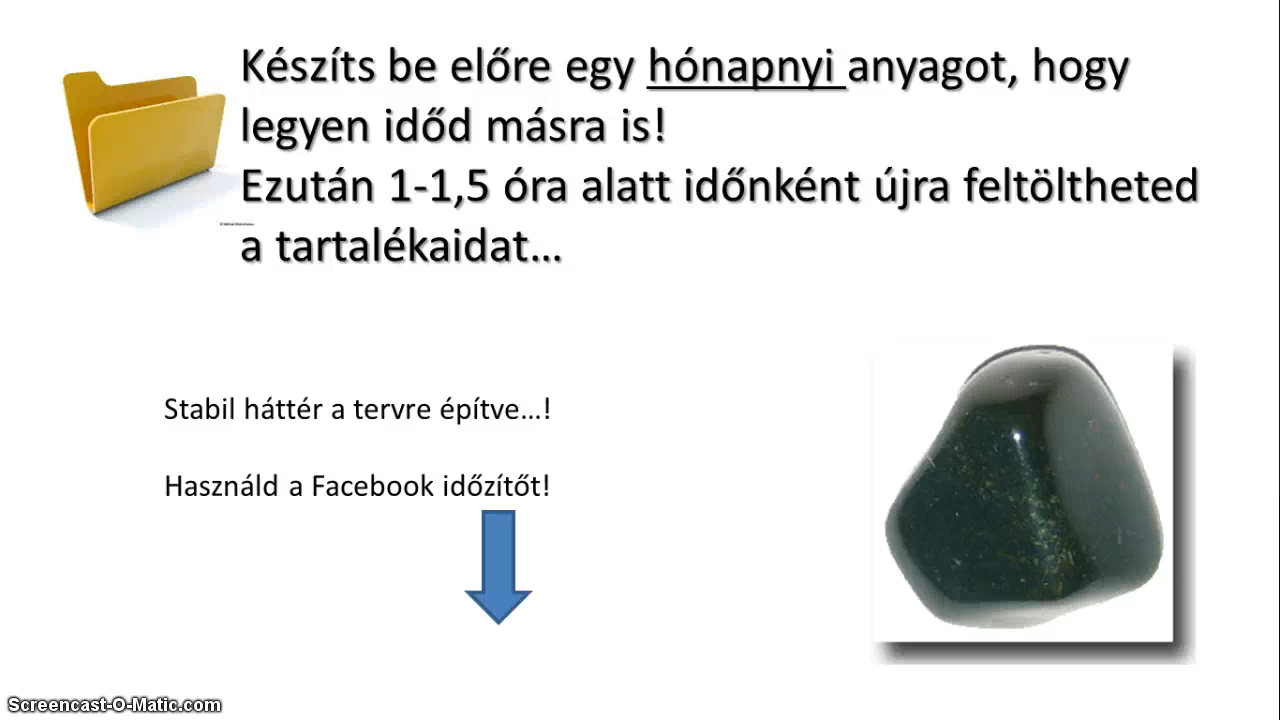 Készíts be előre egy hónapnyi anyagot, hogy
legyen időd másra is!
Ezután 1-1,5 óra alatt időnként újra feltöltheted
a tartalékaidat...
Stabil háttér a tervre építve...!
Használd a Facebook időzítőt!
Screencast-O-Matic.com